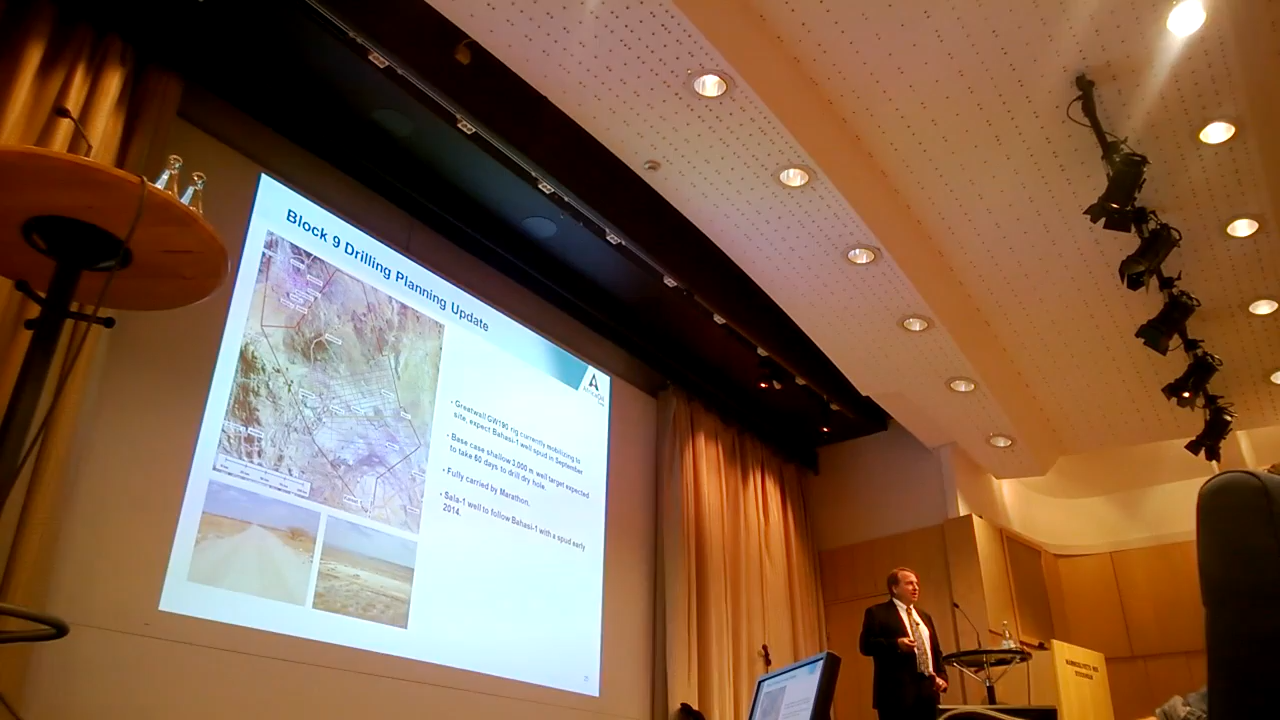 Block 9 Drilling Planning Update
- Greatwall GW190 rig currently mobilizing to
site, expect Bahasi-1 well spud in September
- Base case shallow 3,000 m well target expected
to take 60 days to drill dry hole.
- Fully carried by Marathon.
- Sala-1 well to follow Bahasi-1 with a spud early
2014.